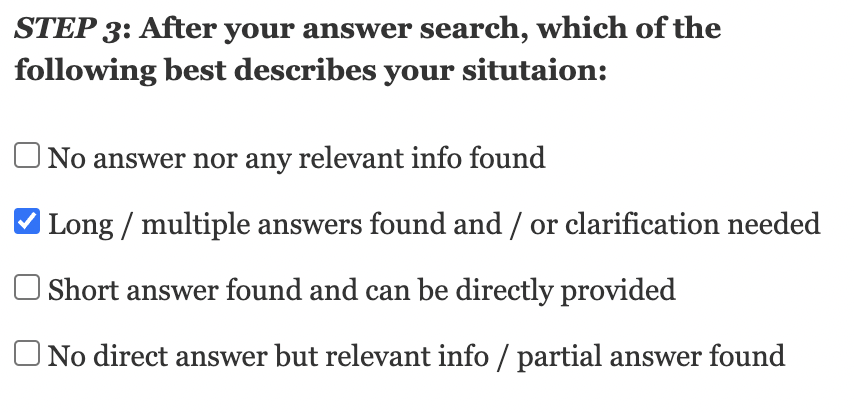 STEP 3: After your answer search, which of the
following best describes your situtaion:
No answer nor any relevant info found
Long / multiple answers found and / or clarification needed
Short answer found and can be directly provided
No direct answer but relevant info / partial answer found